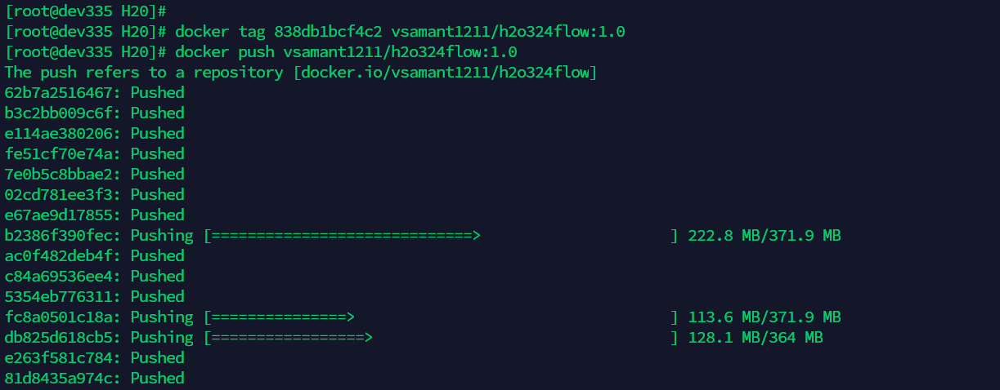 [root@dev335 H20]#
[root@dev335 H20]# docker tag 838db1bcf4c2 vsamant1211/h2o324flow:1.0
[root@dev335 H20]# docker push vsamant1211/h2o324flow:1.0
The push refers to a repository [docker.io/vsamant1211/h2o324flow]
62b7a2516467: Pushed
b3c2bb009c6f: Pushed
e114ae380206: Pushed
fe51cf70e74a: Pushed
7e0b5c8bbae2: Pushed
02cd781ee3f3: Pushed
e67ae9d17855: Pushed
b2386f390fec: Pushing [=============================>                     ] 222.8 MB/371.9 MB
ac0f482deb4f: Pushed
c84a69536ee4: Pushed
5354eb776311: Pushed
fc8a0501c18a: Pushing [===============>                                   ] 113.6 MB/371.9 MB
db825d618cb5: Pushing [=================>                                 ] 128.1 MB/364 MB
e263f581c784: Pushed
81d8435a974c: Pushed